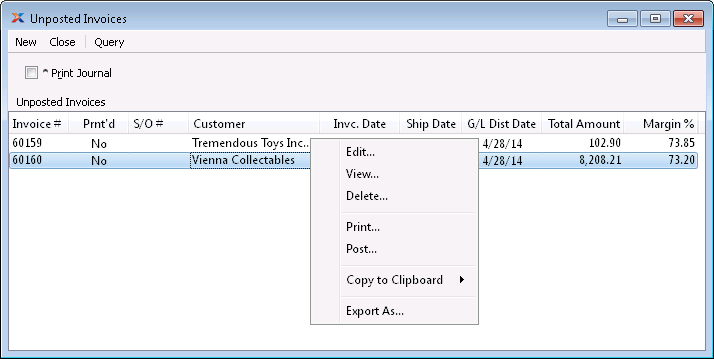 Unposted Invoices
New Close Query
* Print Journal
Unposted Invoices
Invoice # Prnt'd S/O # Customer Invc. Date Ship Date G/L Dist Date Total Amount Margin %
60159 No Tremendous Toys Inc... 4/28/14 102.90 73.85
60160 No Vienna Collectables 4/28/14 8,208.21 73.20
Edit...
View...
Delete...
Print...
Post...
Copy to Clipboard
Export As...